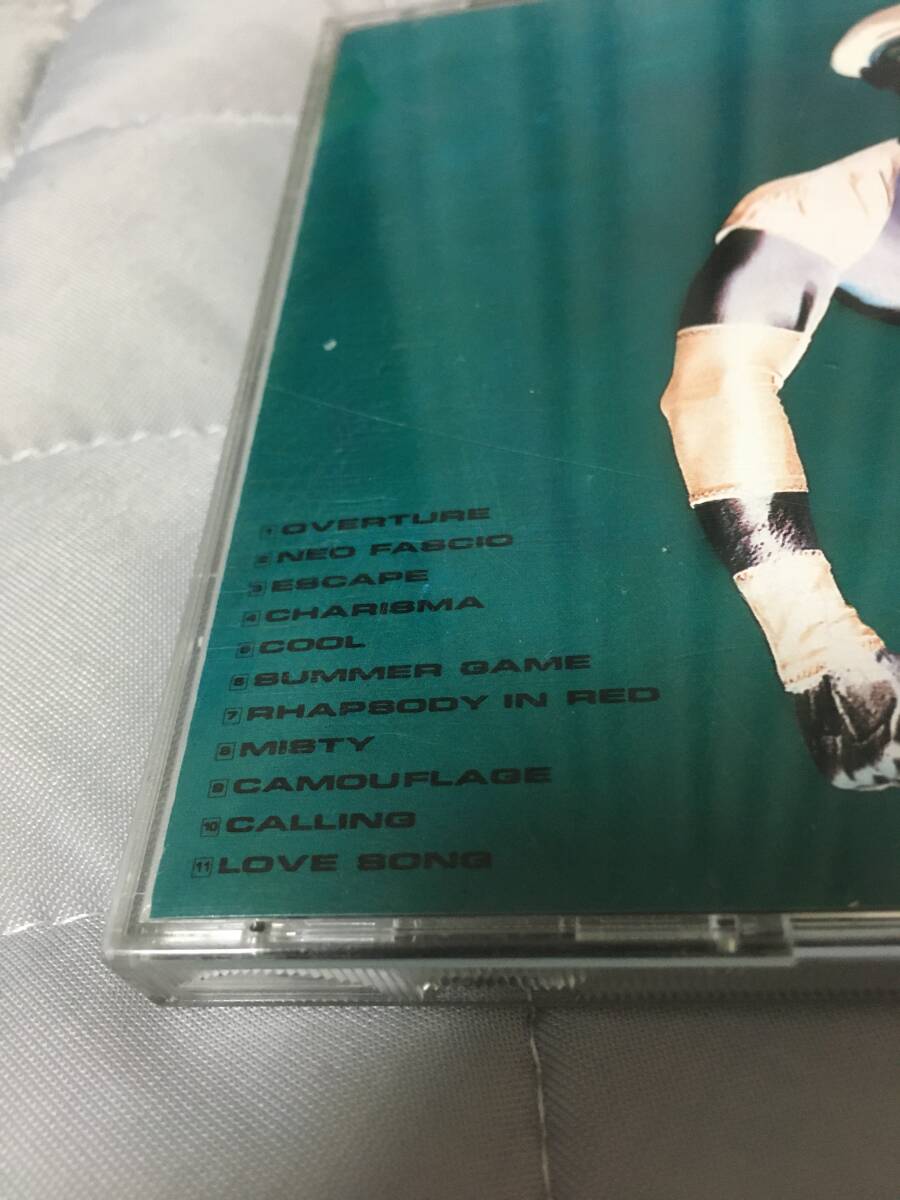 1 OVERTURE
2 NEO FASCIO
3 ESCAPE
4 CHARISMA
5 COOL
6 SUMMER GAME
7 RHAPSODY IN RED
8 MISTY
9 CAMOUFLAGE
10 CALLING
11 LOVE SONG